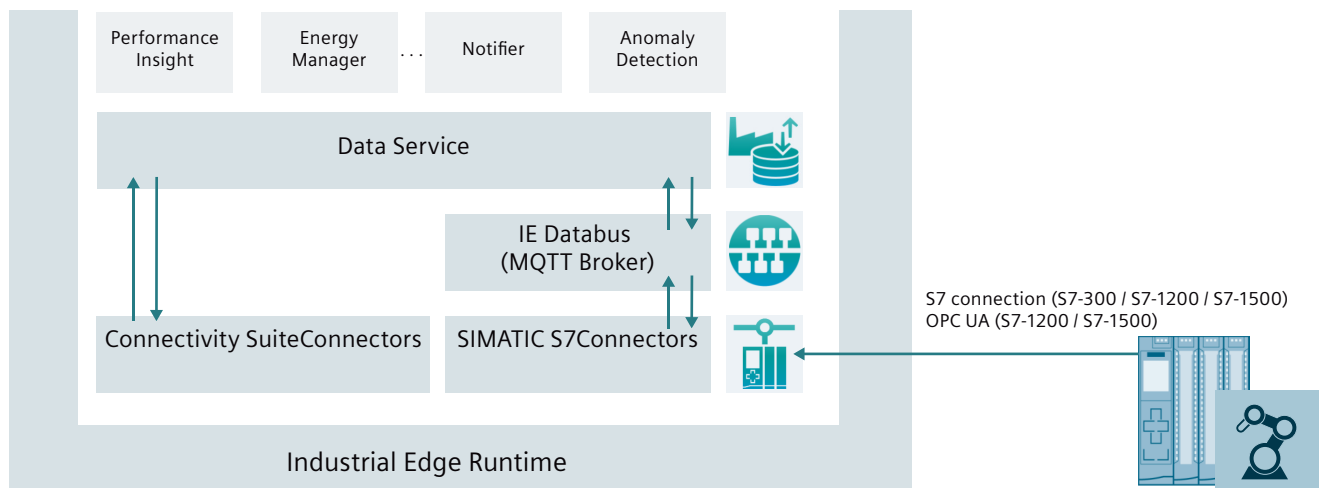 Performance
Insight
Energy
Manager
...
Notifier
Anomaly
Detection
Data Service
IE Databus
(MQTT Broker)
S7 connection (S7-300 / S7-1200 / S7-1500)
OPC UA (S7-1200 / S7-1500)
Connectivity SuiteConnectors
SIMATIC S7Connectors
Industrial Edge Runtime